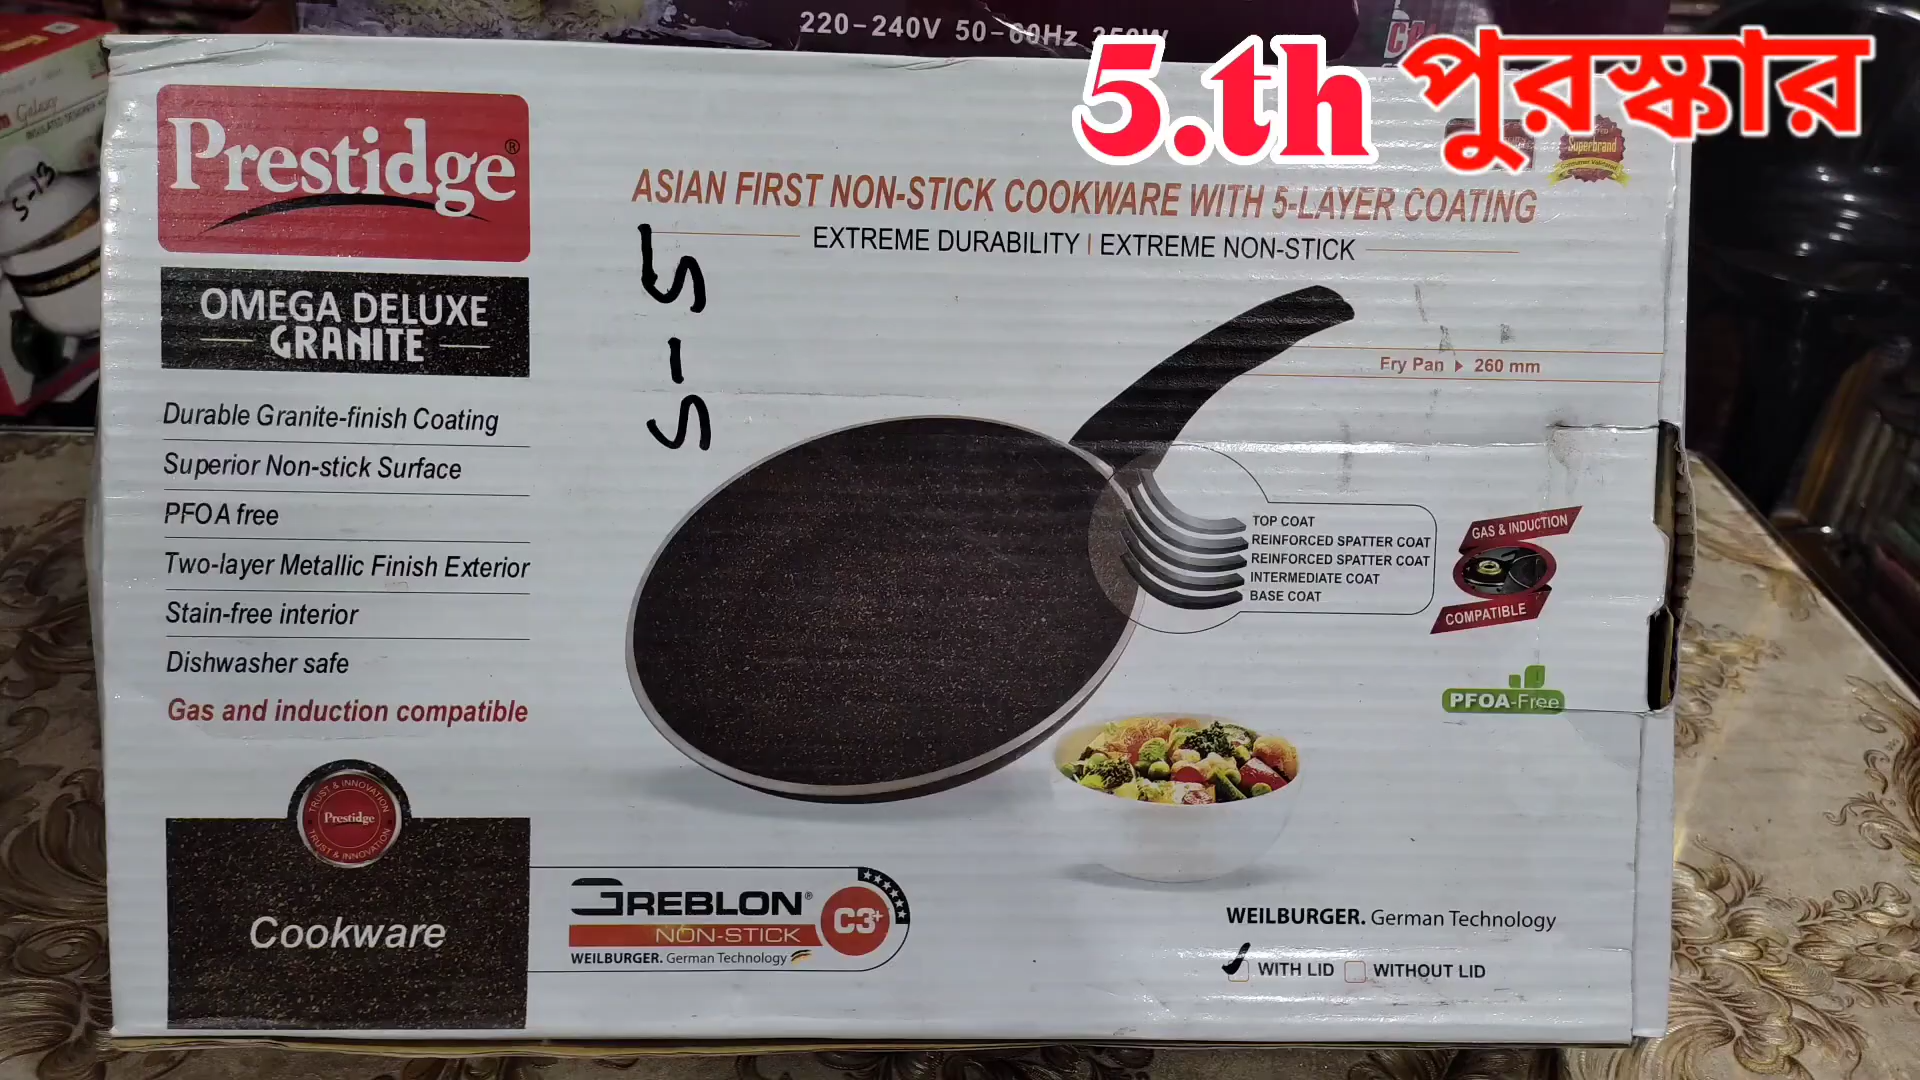 220-240V 50-60Hz 350W
5.th পুরস্কার
Prestidge®
Superbrand
ASIAN FIRST NON-STICK COOKWARE WITH 5-LAYER COATING
EXTREME DURABILITY | EXTREME NON-STICK
OMEGA DELUXE
GRANITE
S-5
S-13
Fry Pan ▶ 260 mm
Durable Granite-finish Coating
Superior Non-stick Surface
PFOA free
Two-layer Metallic Finish Exterior
Stain-free interior
Dishwasher safe
Gas and induction compatible
TOP COAT
REINFORCED SPATTER COAT
REINFORCED SPATTER COAT
INTERMEDIATE COAT
BASE COAT
GAS & INDUCTION
COMPATIBLE
PFOA-Free
TRUST & INNOVATION
Prestidge
TRUST & INNOVATION
Cookware
GREBLON®
NON-STICK
C3+
WEILBURGER. German Technology
WEILBURGER. German Technology
WITH LID WITHOUT LID